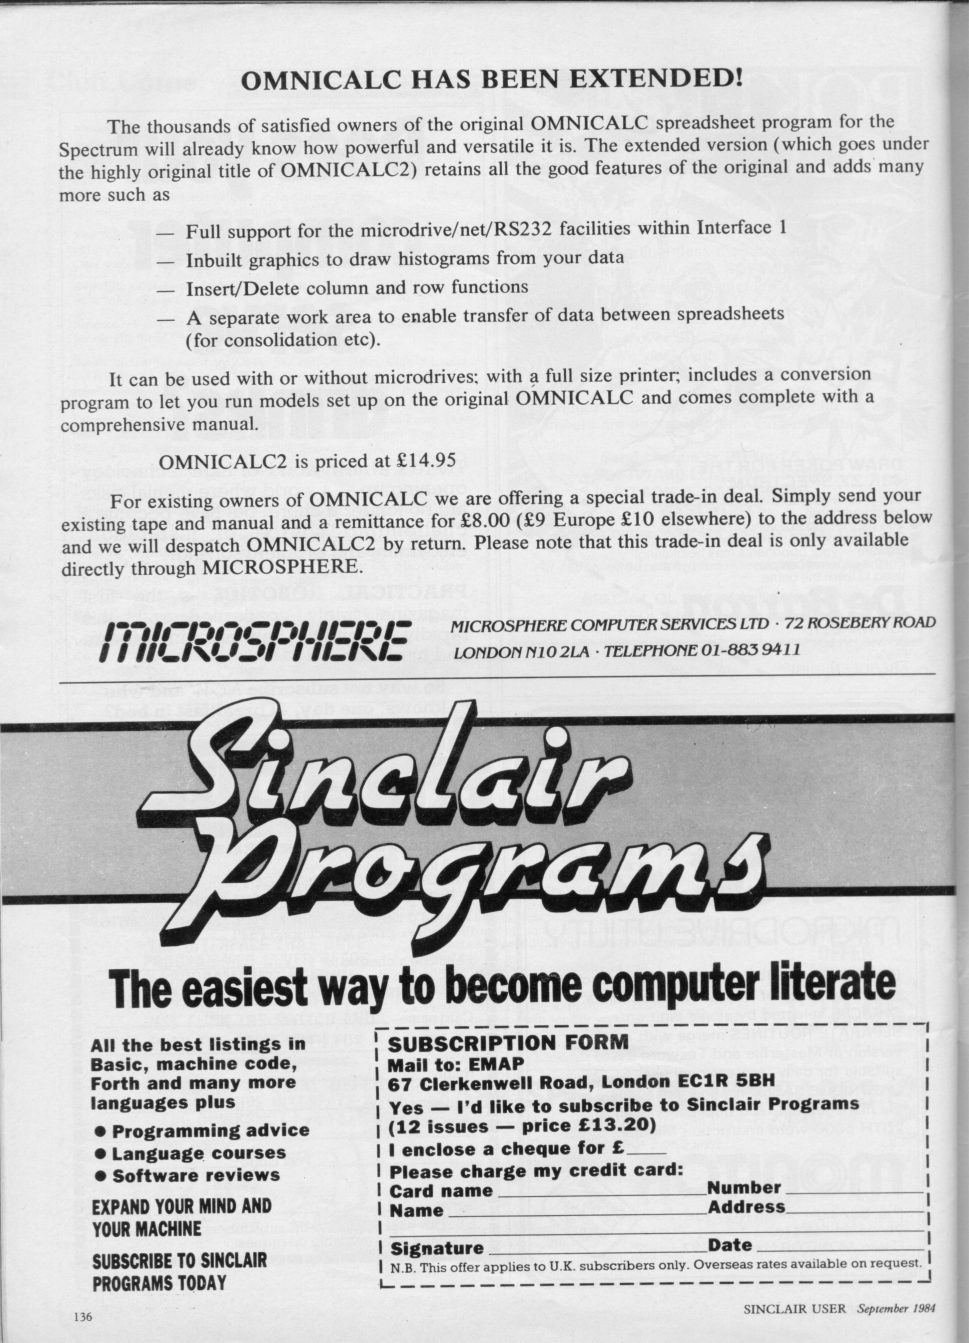 OMNICALC HAS BEEN EXTENDED!
The thousands of satisfied owners of the original OMNICALC spreadsheet program for the
Spectrum will already know how powerful and versatile it is. The extended version (which goes under
the highly original title of OMNICALC2) retains all the good features of the original and adds many
more such as
— Full support for the microdrive/net/RS232 facilities within Interface 1
— Inbuilt graphics to draw histograms from your data
— Insert/Delete column and row functions
— A separate work area to enable transfer of data between spreadsheets
(for consolidation etc).
It can be used with or without microdrives; with a full size printer; includes a conversion
program to let you run models set up on the original OMNICALC and comes complete with a
comprehensive manual.
OMNICALC2 is priced at £14.95
For existing owners of OMNICALC we are offering a special trade-in deal. Simply send your
existing tape and manual and a remittance for £8.00 (£9 Europe £10 elsewhere) to the address below
and we will despatch OMNICALC2 by return. Please note that this trade-in deal is only available
directly through MICROSPHERE.
MICROSPHERE
MICROSPHERE COMPUTER SERVICES LTD · 72 ROSEBERY ROAD
LONDON N10 2LA · TELEPHONE 01-883 9411
Sinclair
Programs
The easiest way to become computer literate
All the best listings in
Basic, machine code,
Forth and many more
languages plus
● Programming advice
● Language courses
● Software reviews
EXPAND YOUR MIND AND
YOUR MACHINE
SUBSCRIBE TO SINCLAIR
PROGRAMS TODAY
SUBSCRIPTION FORM
Mail to: EMAP
67 Clerkenwell Road, London EC1R 5BH
Yes — I'd like to subscribe to Sinclair Programs
(12 issues — price £13.20)
I enclose a cheque for £____
Please charge my credit card:
Card name ____ Number ____
Name ____ Address ____
Signature ____ Date ____
N.B. This offer applies to U.K. subscribers only. Overseas rates available on request.
136
SINCLAIR USER September 1984